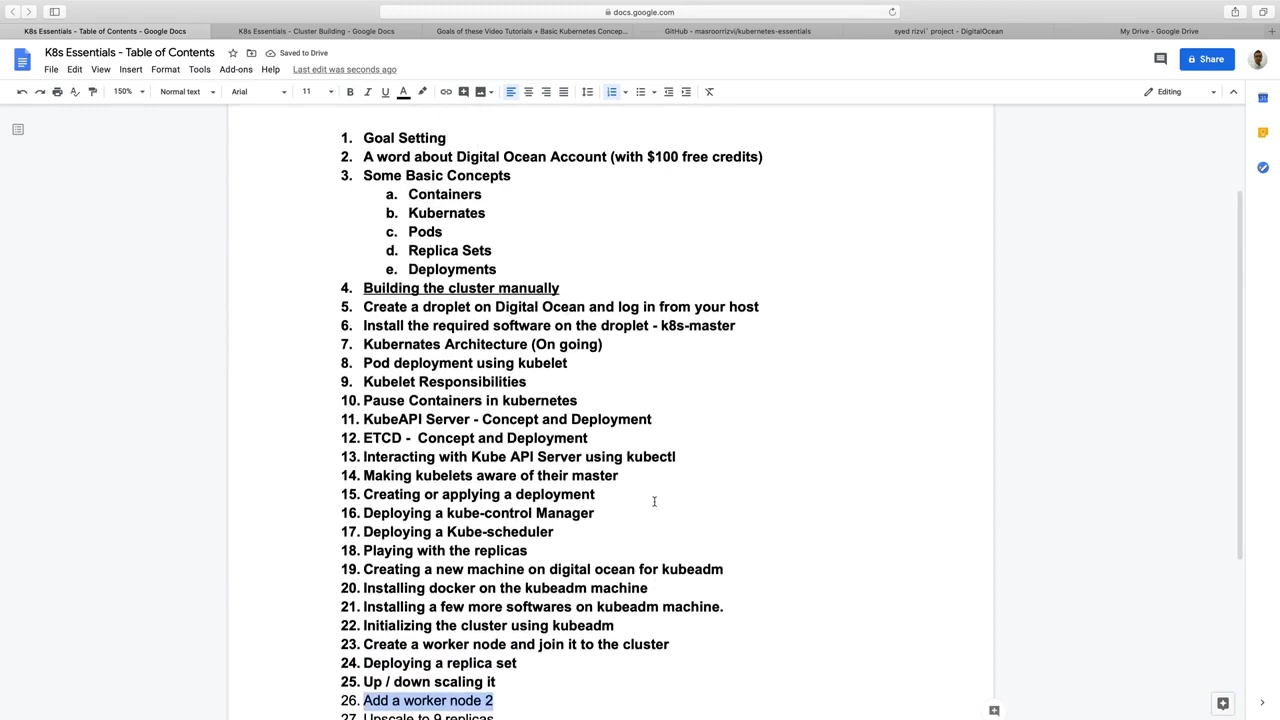 docs.google.com
K8s Essentials - Table of Contents - Google Docs
K8s Essentials - Cluster Building - Google Docs
Goals of these Video Tutorials + Basic Kubernetes Concep...
GitHub - masroorrizvi/kubernetes-essentials
syed rizvi` project - DigitalOcean
My Drive - Google Drive
K8s Essentials - Table of Contents
Saved to Drive
File Edit View Insert Format Tools Add-ons Help Last edit was seconds ago
Share
150% Normal text Arial 11 B I U A Editing
1. Goal Setting
2. A word about Digital Ocean Account (with $100 free credits)
3. Some Basic Concepts
a. Containers
b. Kubernates
c. Pods
d. Replica Sets
e. Deployments
4. Building the cluster manually
5. Create a droplet on Digital Ocean and log in from your host
6. Install the required software on the droplet - k8s-master
7. Kubernates Architecture (On going)
8. Pod deployment using kubelet
9. Kubelet Responsibilities
10. Pause Containers in kubernetes
11. KubeAPI Server - Concept and Deployment
12. ETCD - Concept and Deployment
13. Interacting with Kube API Server using kubectl
14. Making kubelets aware of their master
15. Creating or applying a deployment
16. Deploying a kube-control Manager
17. Deploying a Kube-scheduler
18. Playing with the replicas
19. Creating a new machine on digital ocean for kubeadm
20. Installing docker on the kubeadm machine
21. Installing a few more softwares on kubeadm machine.
22. Initializing the cluster using kubeadm
23. Create a worker node and join it to the cluster
24. Deploying a replica set
25. Up / down scaling it
26. Add a worker node 2
27. Upscale to 9 replicas